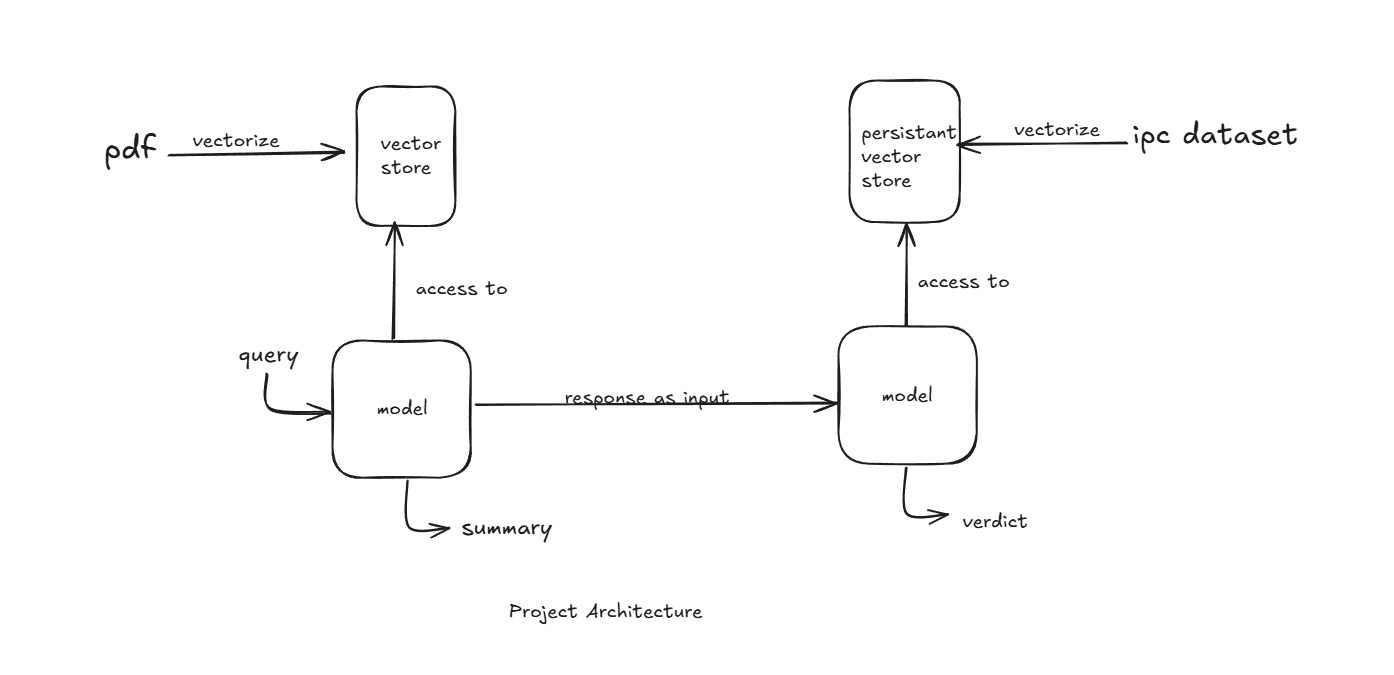 pdf
vectorize
vector
store
persistant
vector
store
vectorize
ipc dataset
access to
access to
query
model
response as input
model
summary
verdict
Project Architecture